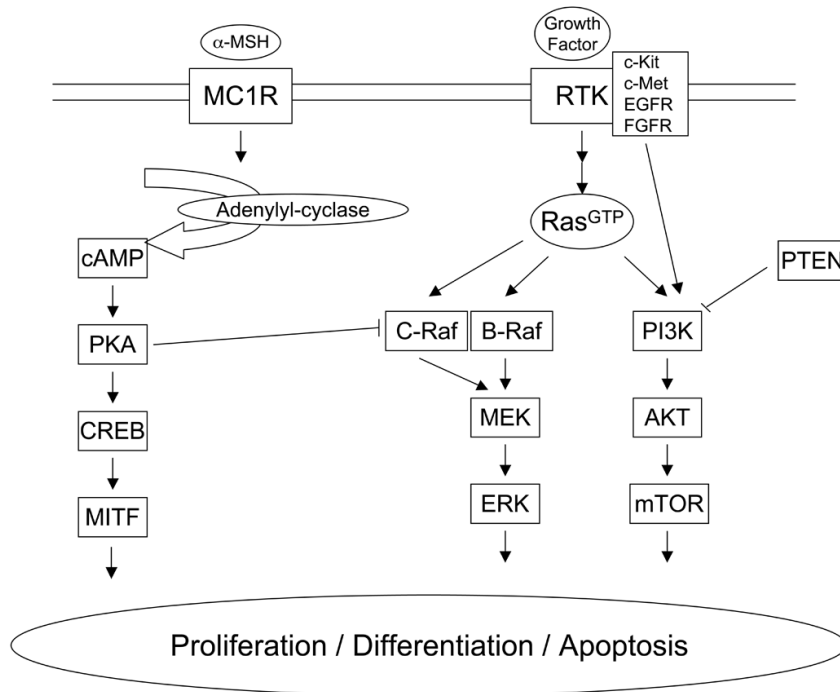 α-MSH
MC1R
Growth
Factor
RTK
c-Kit
c-Met
EGFR
FGFR
Adenylyl-cyclase
Ras^GTP
cAMP
PTEN
PKA
C-Raf
B-Raf
PI3K
CREB
MEK
AKT
MITF
ERK
mTOR
Proliferation / Differentiation / Apoptosis